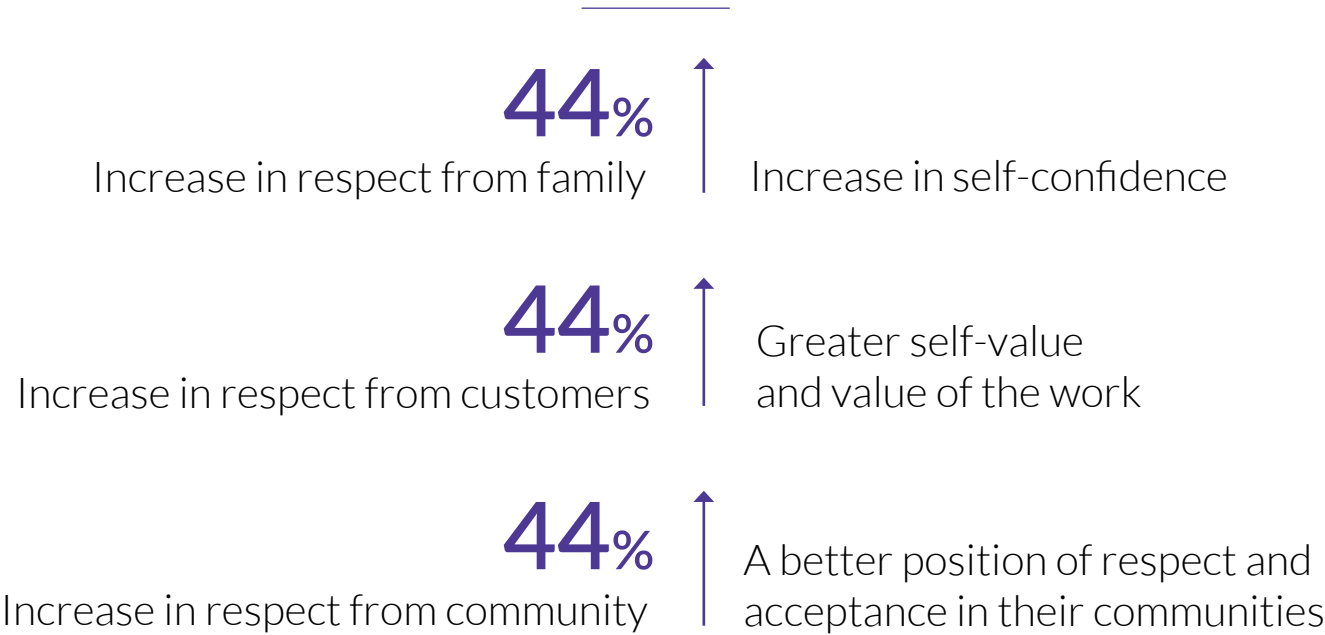 44%
Increase in respect from family
Increase in self-confidence
44%
Increase in respect from customers
Greater self-value
and value of the work
44%
Increase in respect from community
A better position of respect and
acceptance in their communities